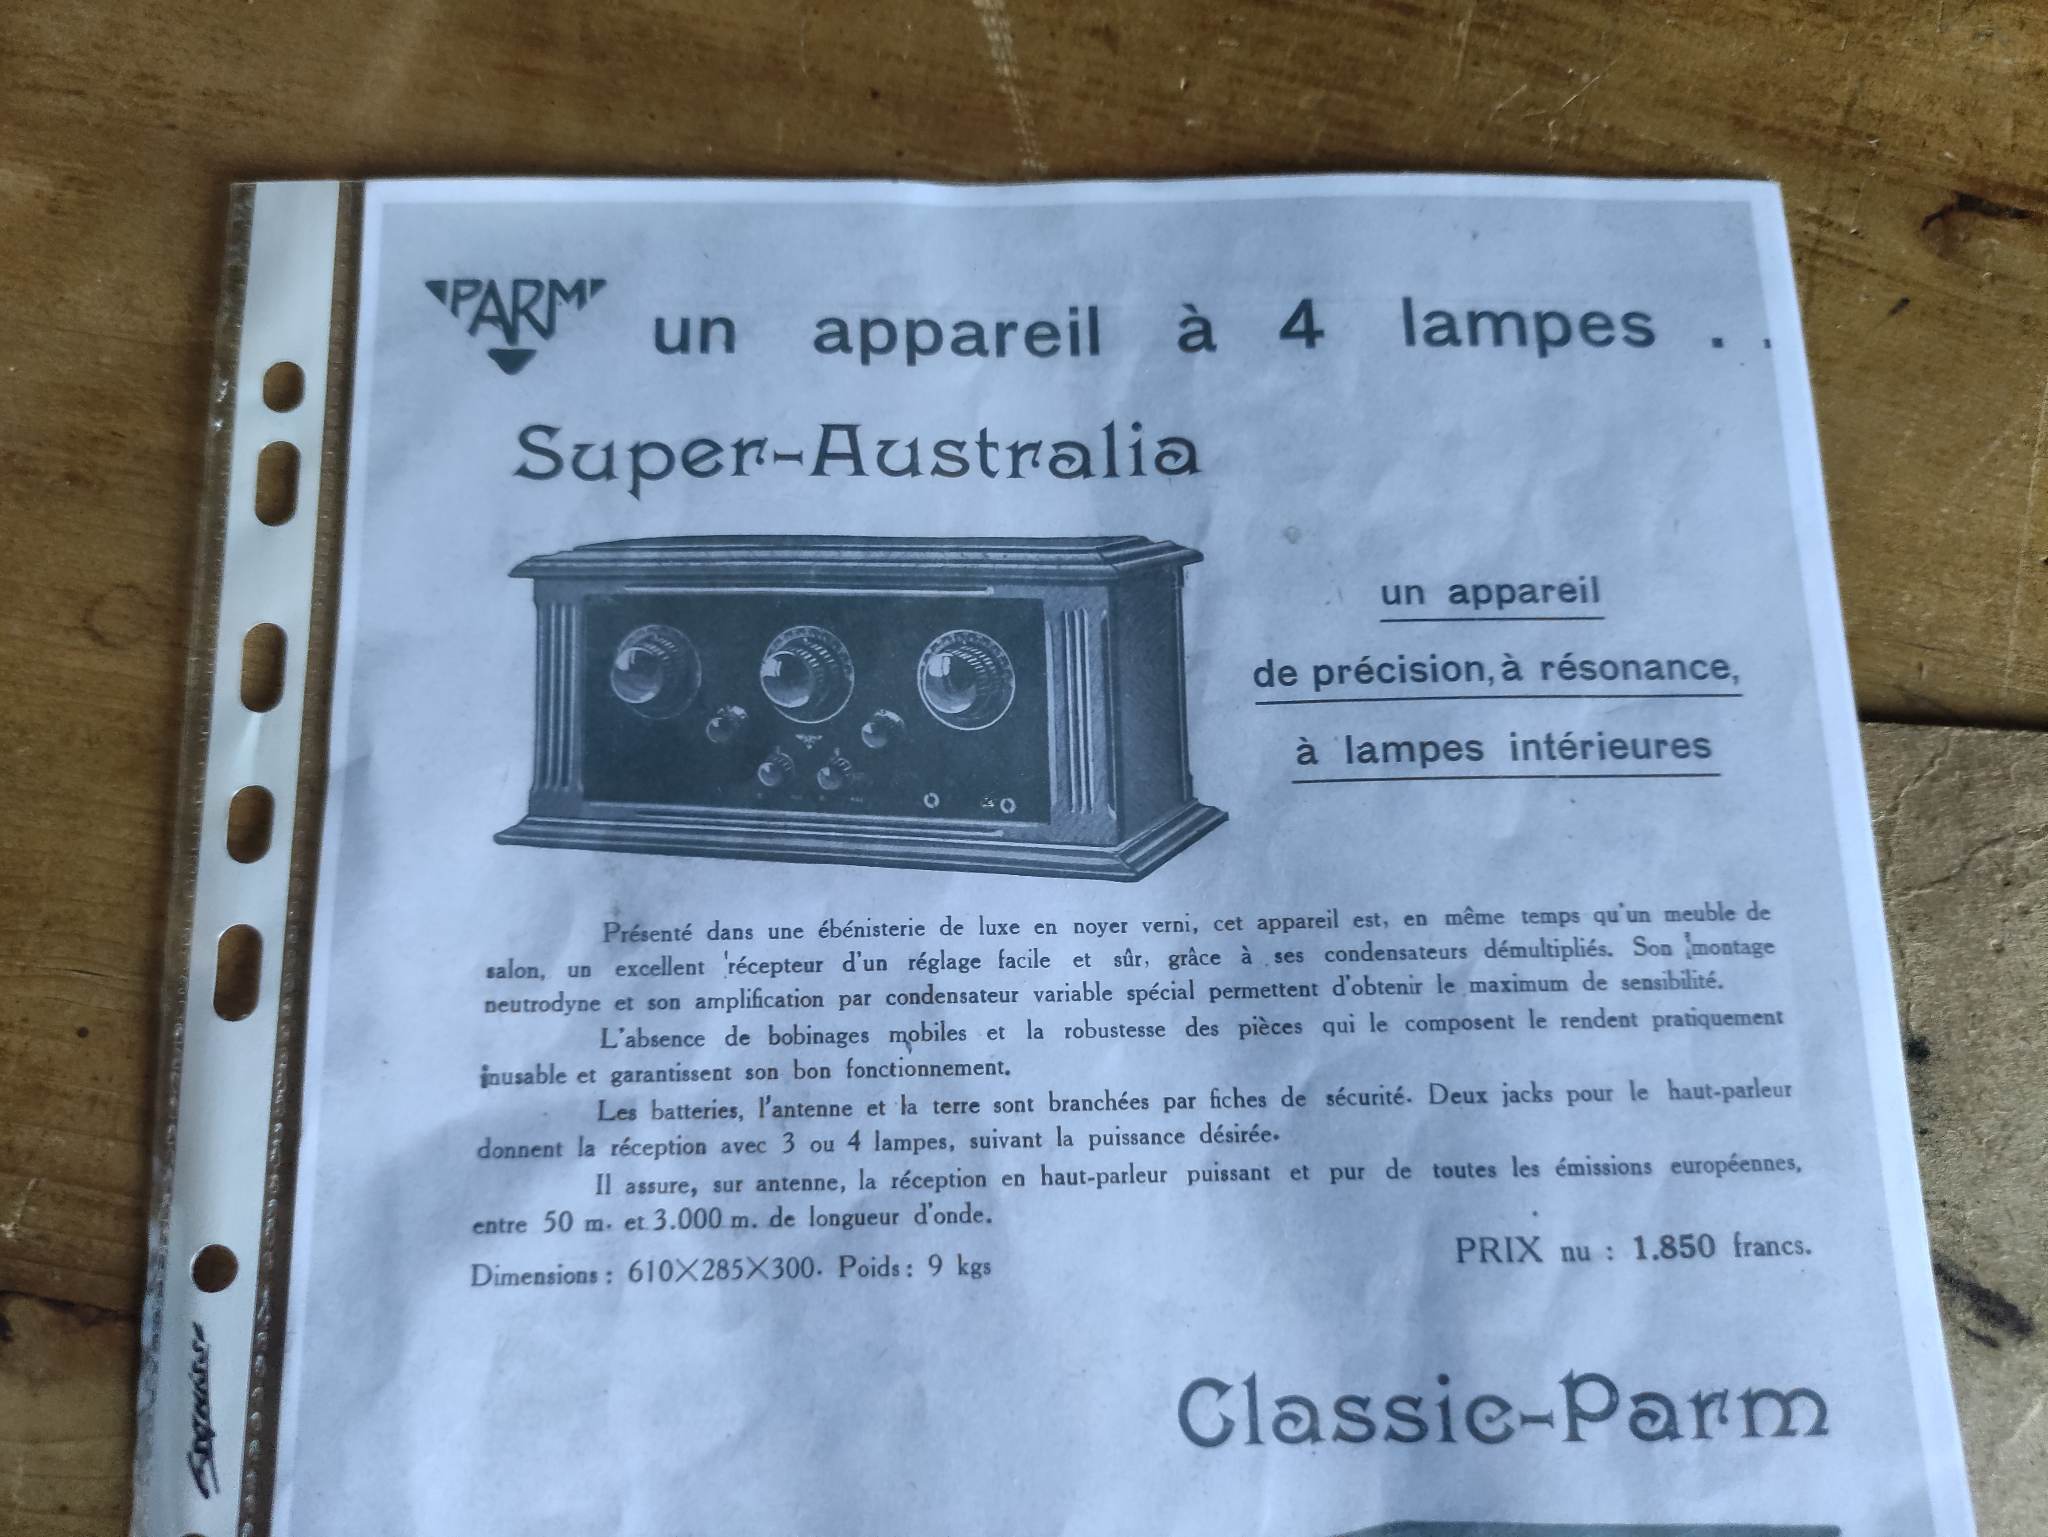 PARM un appareil à 4 lampes . .
Super-Australia
un appareil
de précision, à résonance,
à lampes intérieures
Présenté dans une ébénisterie de luxe en noyer verni, cet appareil est, en même temps qu'un meuble de
salon, un excellent récepteur d'un réglage facile et sûr, grâce à ses condensateurs démultipliés. Son montage
neutrodyne et son amplification par condensateur variable spécial permettent d'obtenir le maximum de sensibilité.
L'absence de bobinages mobiles et la robustesse des pièces qui le composent le rendent pratiquement
inusable et garantissent son bon fonctionnement.
Les batteries, l'antenne et la terre sont branchées par fiches de sécurité. Deux jacks pour le haut-parleur
donnent la réception avec 3 ou 4 lampes, suivant la puissance désirée.
Il assure, sur antenne, la réception en haut-parleur puissant et pur de toutes les émissions européennes,
entre 50 m. et 3.000 m. de longueur d'onde.
Dimensions : 610X285X300. Poids : 9 kgs
PRIX nu : 1.850 francs.
Classic-Parm